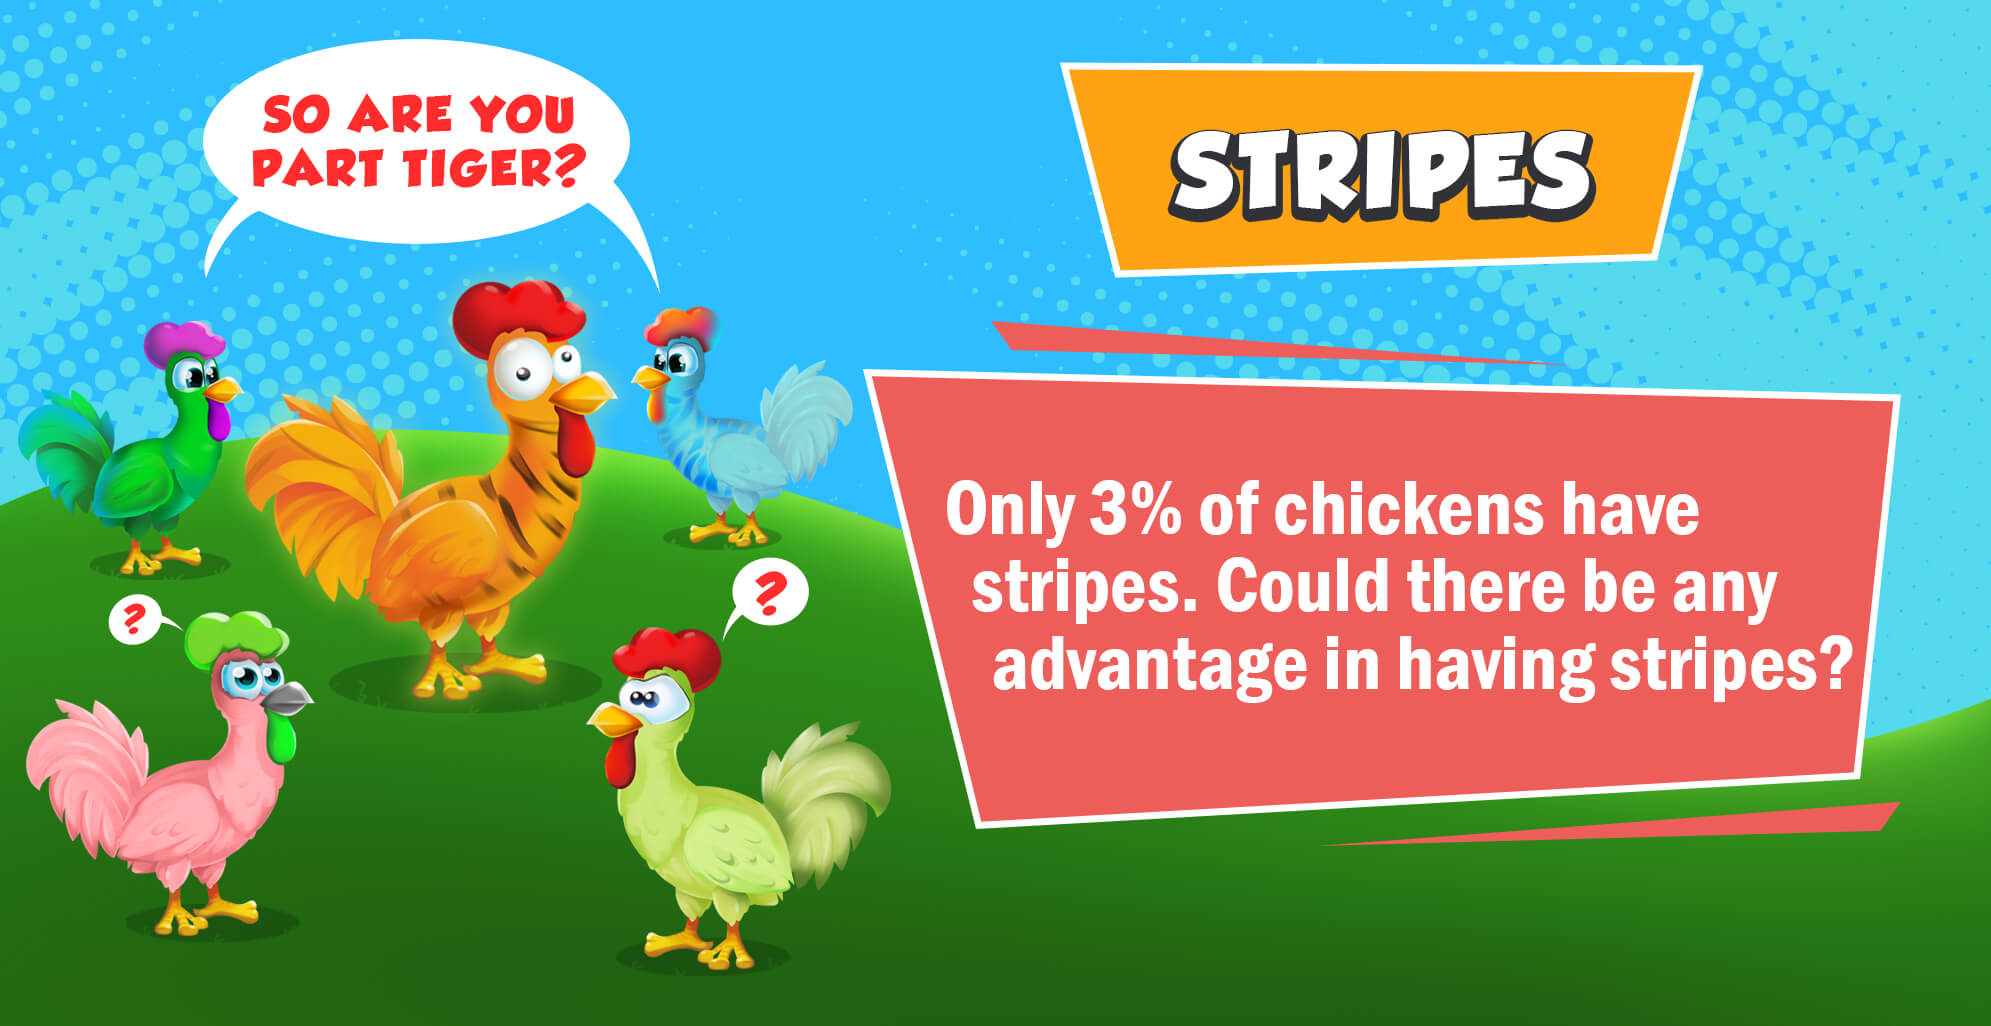 SO ARE YOU
PART TIGER?
STRIPES
Only 3% of chickens have
stripes. Could there be any
advantage in having stripes?
?
?